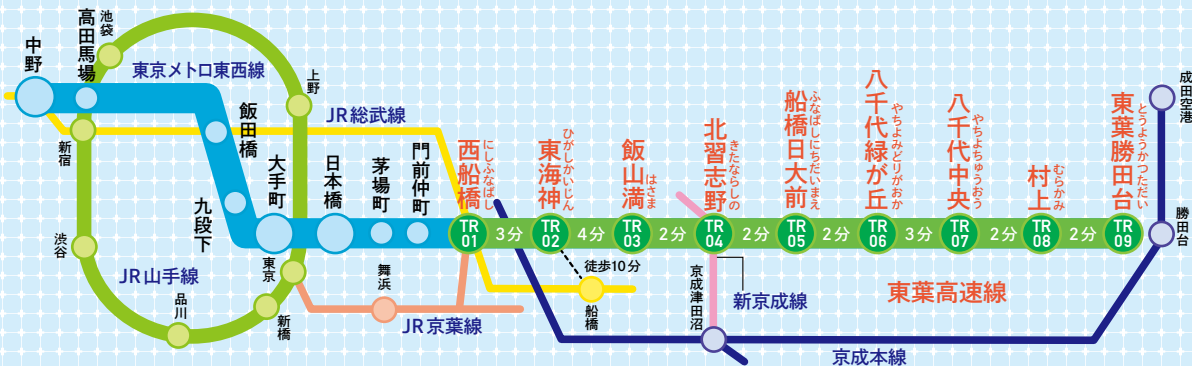 中野
高田馬場
池袋
東京メトロ東西線
上野
JR総武線
新宿
飯田橋
九段下
大手町
日本橋
茅場町
門前仲町
渋谷
JR山手線
品川
新橋
東京
舞浜
JR京葉線
西船橋
にしふなばし
東海神
ひがしかいじん
飯山満
はさま
北習志野
きたならしの
船橋日大前
ふなばしにちだいまえ
八千代緑が丘
やちよみどりがおか
八千代中央
やちよちゅうおう
村上
むらかみ
東葉勝田台
とうようかつただい
成田空港
勝田台
TR 01
3分
TR 02
4分
TR 03
2分
TR 04
2分
TR 05
2分
TR 06
3分
TR 07
2分
TR 08
2分
TR 09
徒歩10分
船橋
京成津田沼
新京成線
東葉高速線
京成本線